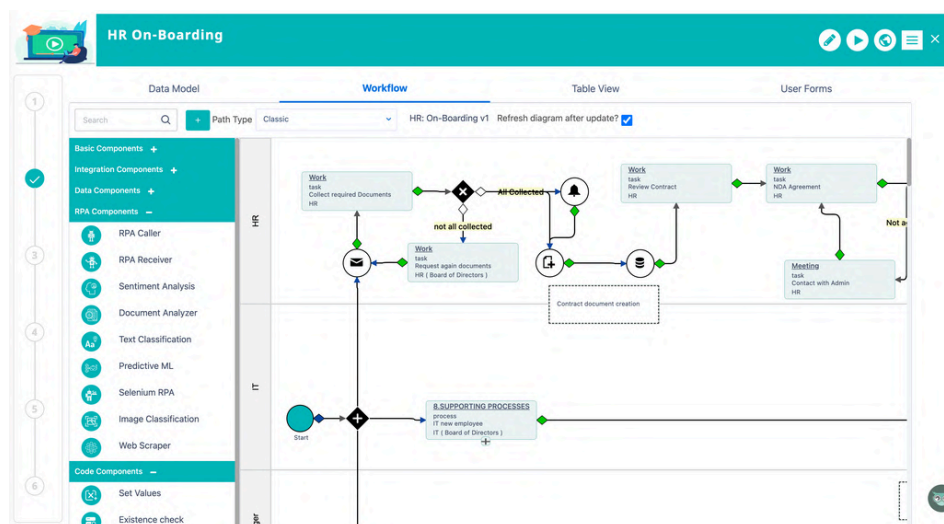 HR On-Boarding
Data Model
Workflow
Table View
User Forms
Search
+
Path Type
Classic
HR: On-Boarding v1
Refresh diagram after update?
1
3
4
5
6
Basic Components +
Integration Components +
Data Components +
RPA Components −
RPA Caller
RPA Receiver
Sentiment Analysis
Document Analyzer
Text Classification
Predictive ML
Selenium RPA
Image Classification
Web Scraper
Code Components −
Set Values
Existence check
HR
Work
task
Collect required Documents
HR
All Collected
not all collected
Work
task
Request again documents
HR ( Board of Directors )
Contract document creation
Work
task
Review Contract
HR
Work
task
NDA Agreement
HR
Not a
Meeting
task
Contact with Admin
HR
IT
Start
8.SUPPORTING PROCESSES
process
IT new employee
IT ( Board of Directors )